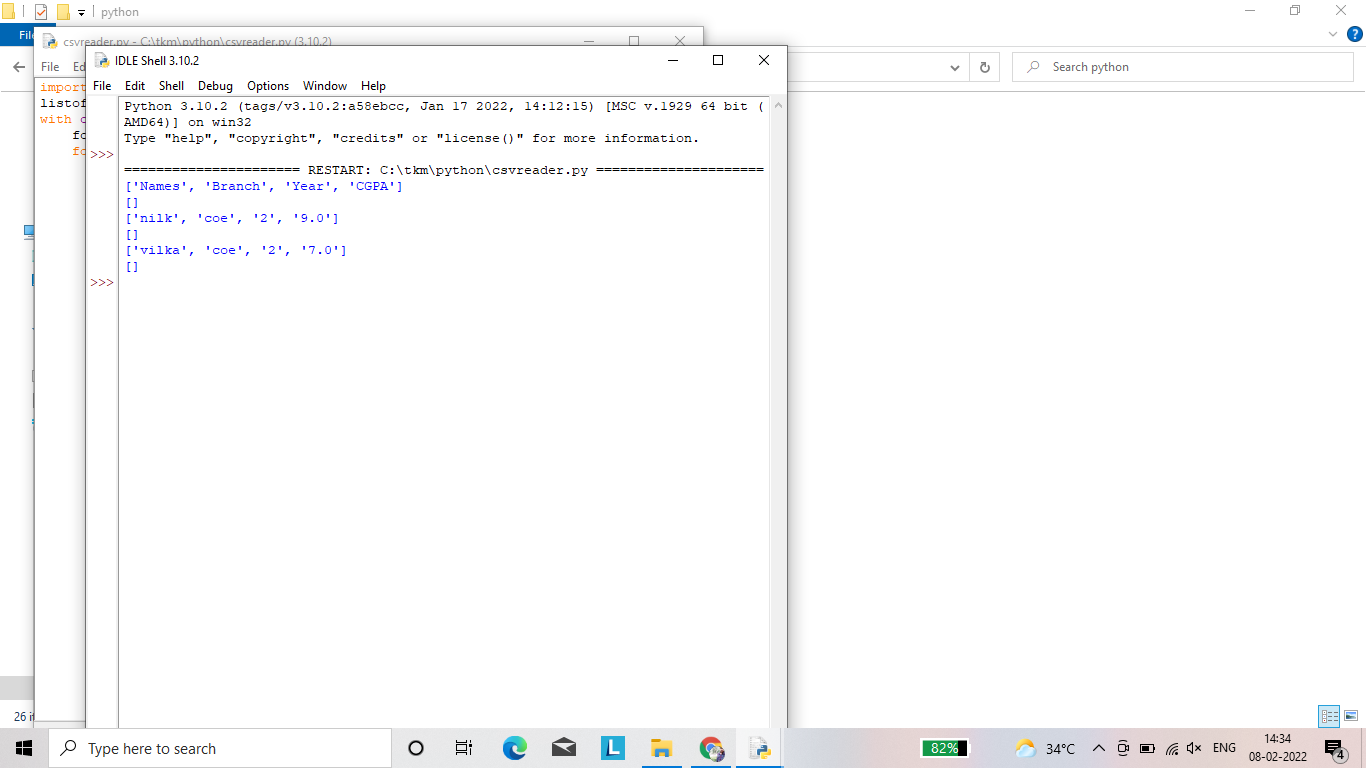 python
File
csvreader.py - C:\tkm\python\csvreader.py (3.10.2)
IDLE Shell 3.10.2
Search python
File
File Edit Shell Debug Options Window Help
import
Python 3.10.2 (tags/v3.10.2:a58ebcc, Jan 17 2022, 14:12:15) [MSC v.1929 64 bit (
AMD64)] on win32
Type "help", "copyright", "credits" or "license()" for more information.
>>>
====================== RESTART: C:\tkm\python\csvreader.py =====================
['Names', 'Branch', 'Year', 'CGPA']
[]
['nilk', 'coe', '2', '9.0']
[]
['vilka', 'coe', '2', '7.0']
[]
>>>
listof
with
26
Type here to search
L
82%
34°C
ENG
14:34
08-02-2022
4